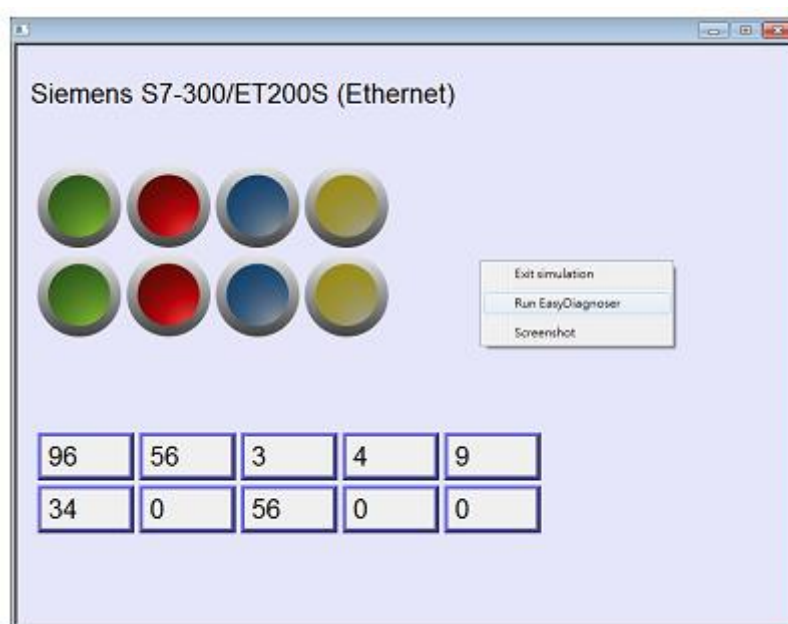 Siemens S7-300/ET200S (Ethernet)
Exit simulation
Run EasyDiagnoser
Screenshot
96 56 3 4 9
34 0 56 0 0